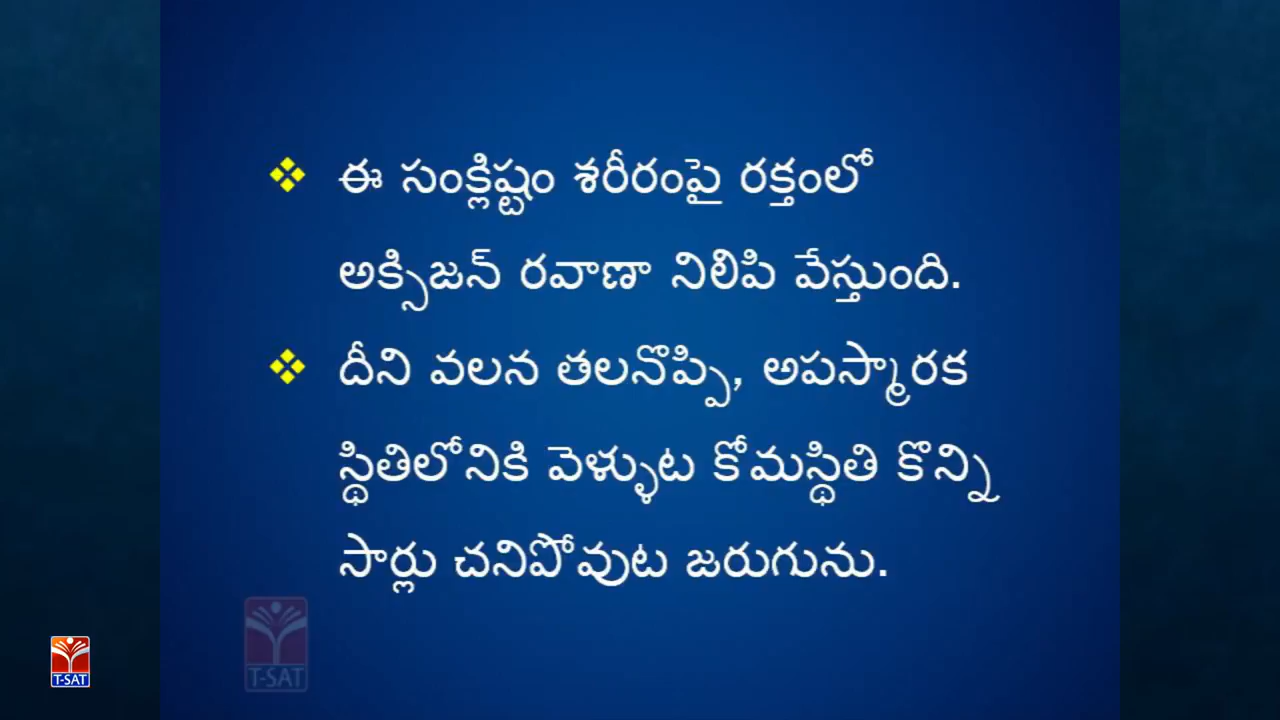 ఈ సంక్లిష్టం శరీరంపై రక్తంలో
అక్సిజన్ రవాణా నిలిపి వేస్తుంది.
దీని వలన తలనొప్పి, అపస్మారక
స్థితిలోనికి వెళ్ళుట కోమస్థితి కొన్ని
సార్లు చనిపోవుట జరుగును.
T-SAT
T-SAT